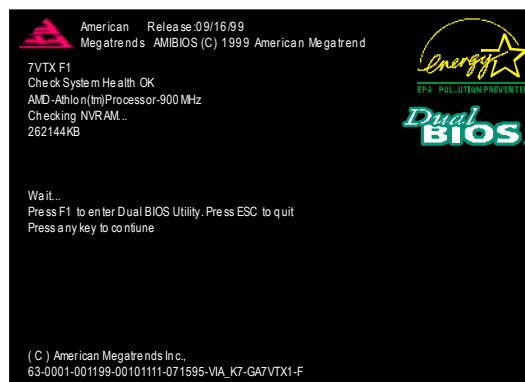 American Release:09/16/99
Megatrends AMIBIOS (C) 1999 American Megatrend
energy
EPA POLLUTION PREVENTER
Dual
BIOS
7VTX F1
Check System Health OK
AMD-Athlon(tm)Processor-900 MHz
Checking NVRAM...
262144KB
Wait...
Press F1 to enter Dual BIOS Utility. Press ESC to quit
Press any key to contiune
( C ) American Megatrends Inc.,
63-0001-001199-00101111-071595-VIA_K7-GA7VTX1-F